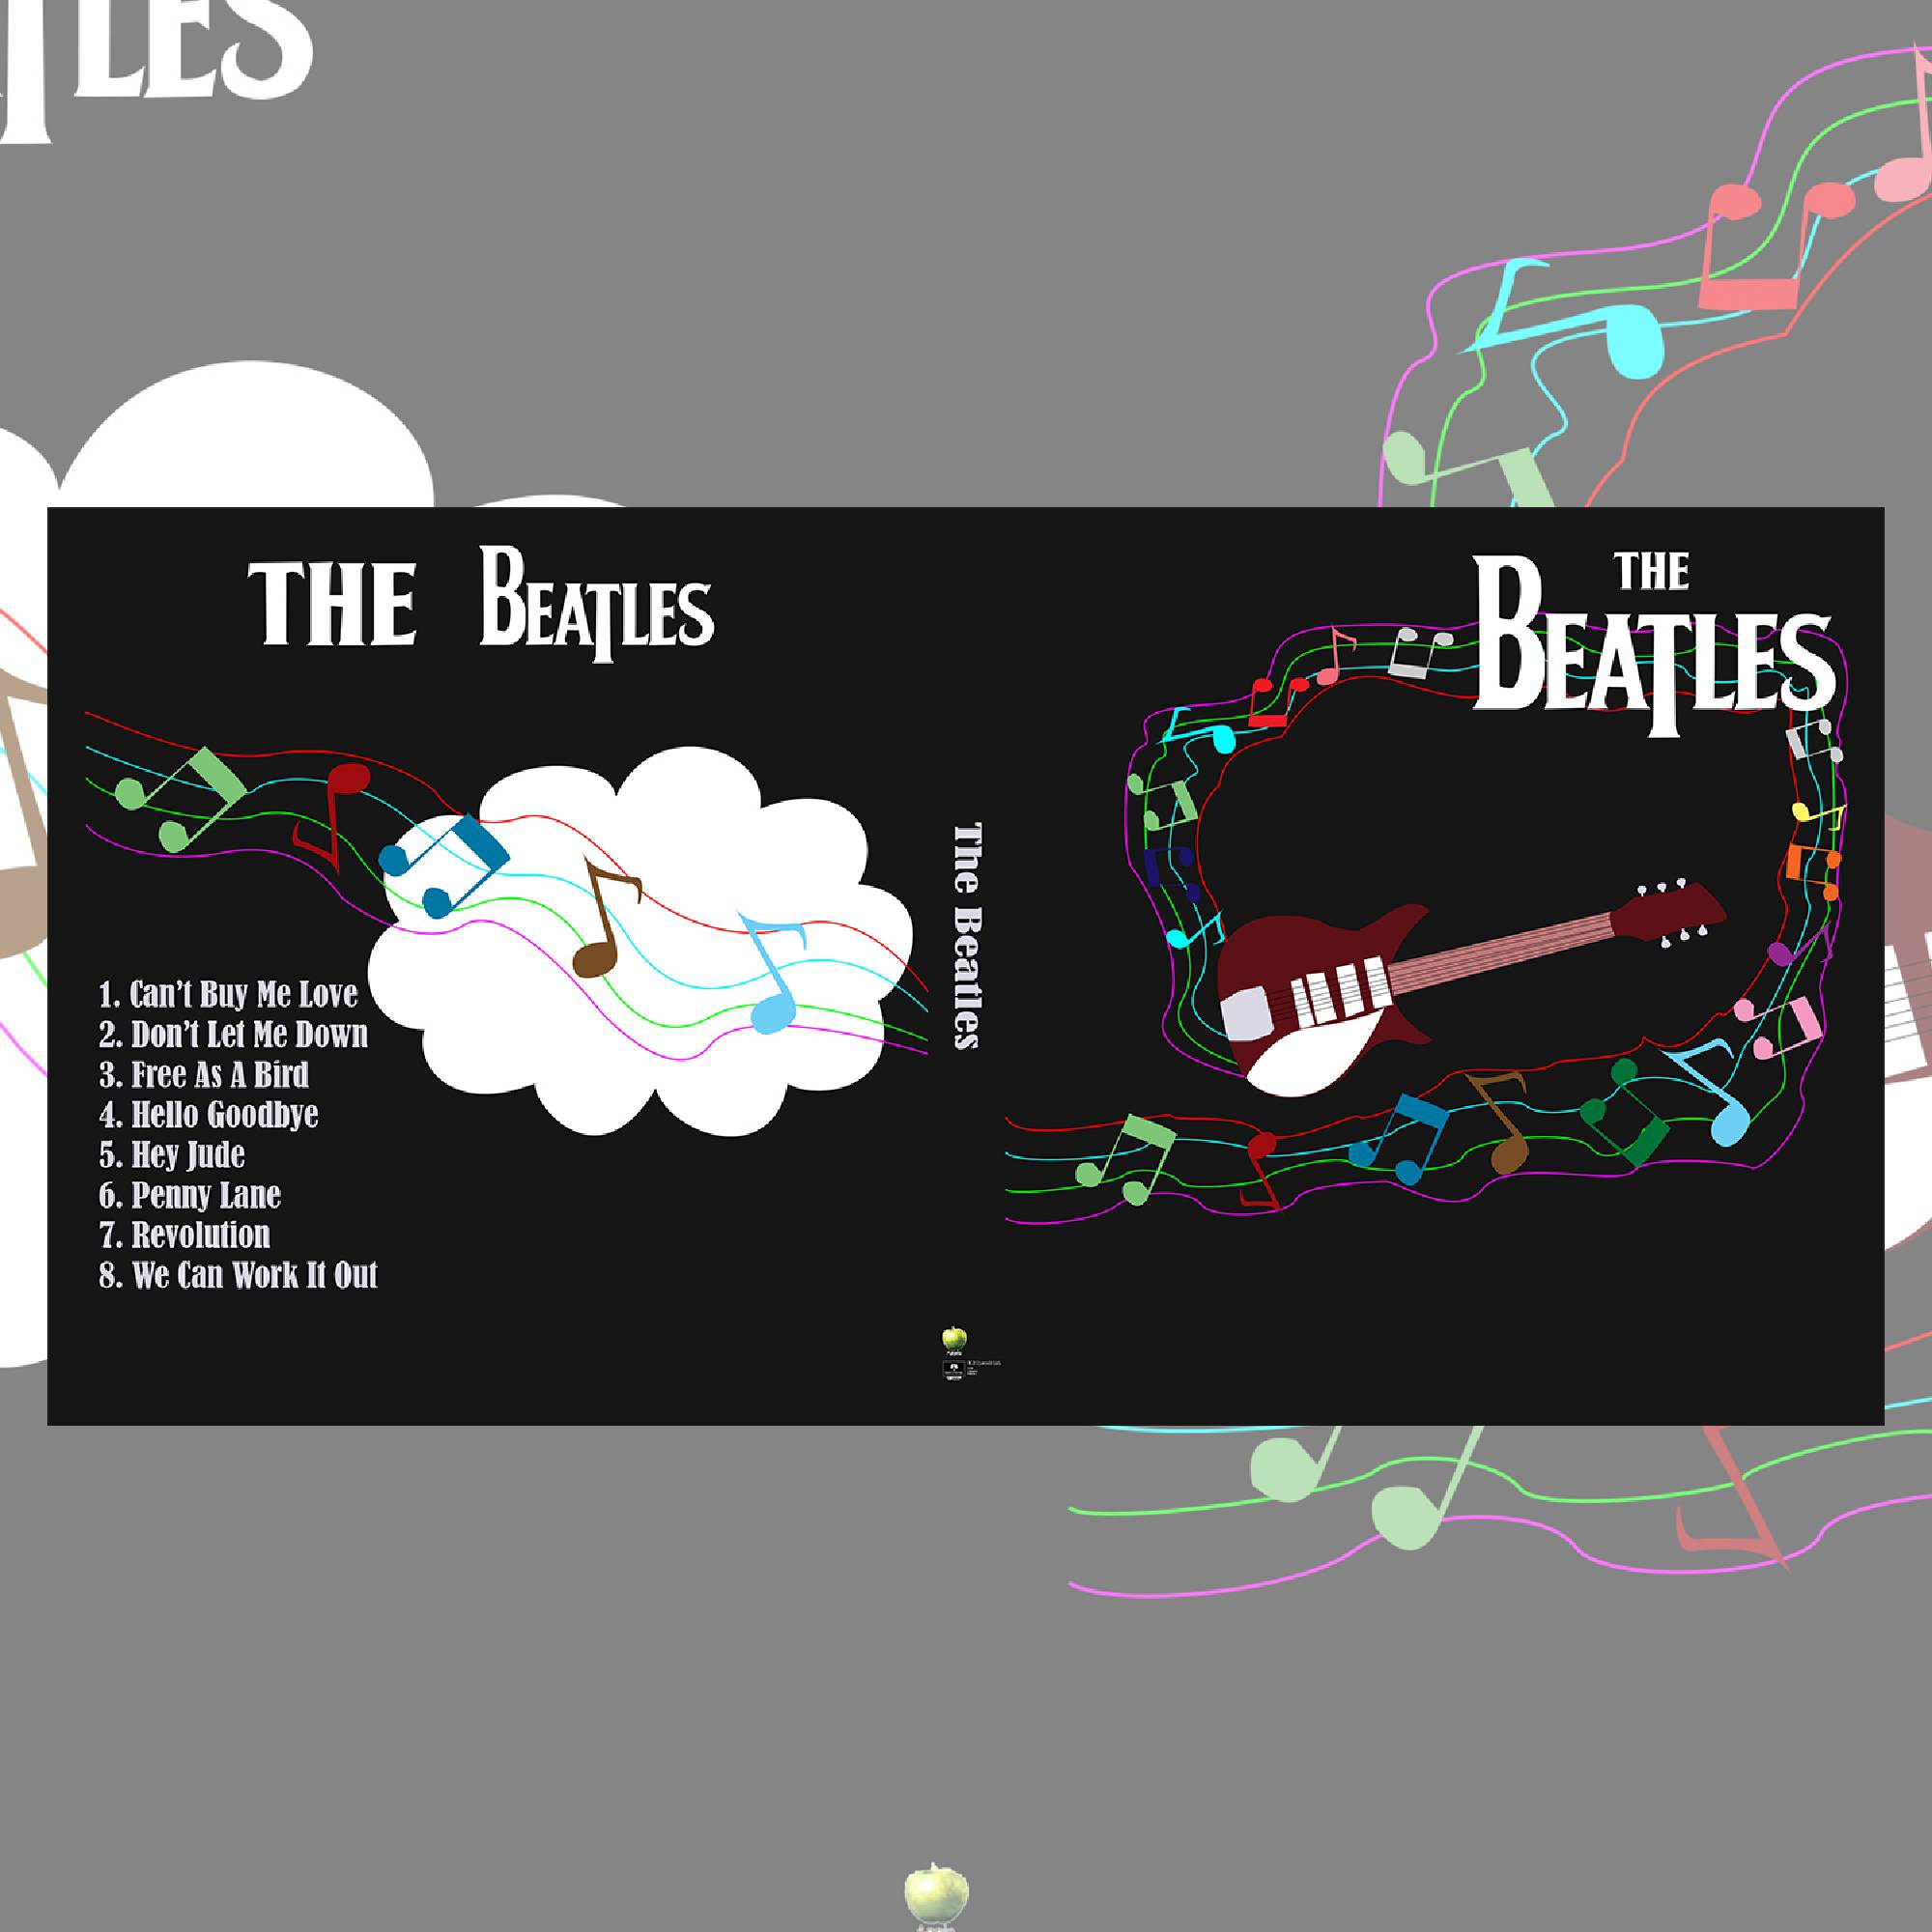 TLES
THE BEATLES
1. Can't Buy Me Love
2. Don't Let Me Down
3. Free As A Bird
4. Hello Goodbye
5. Hey Jude
6. Penny Lane
7. Revolution
8. We Can Work It Out
The Beatles
THE
BEATLES